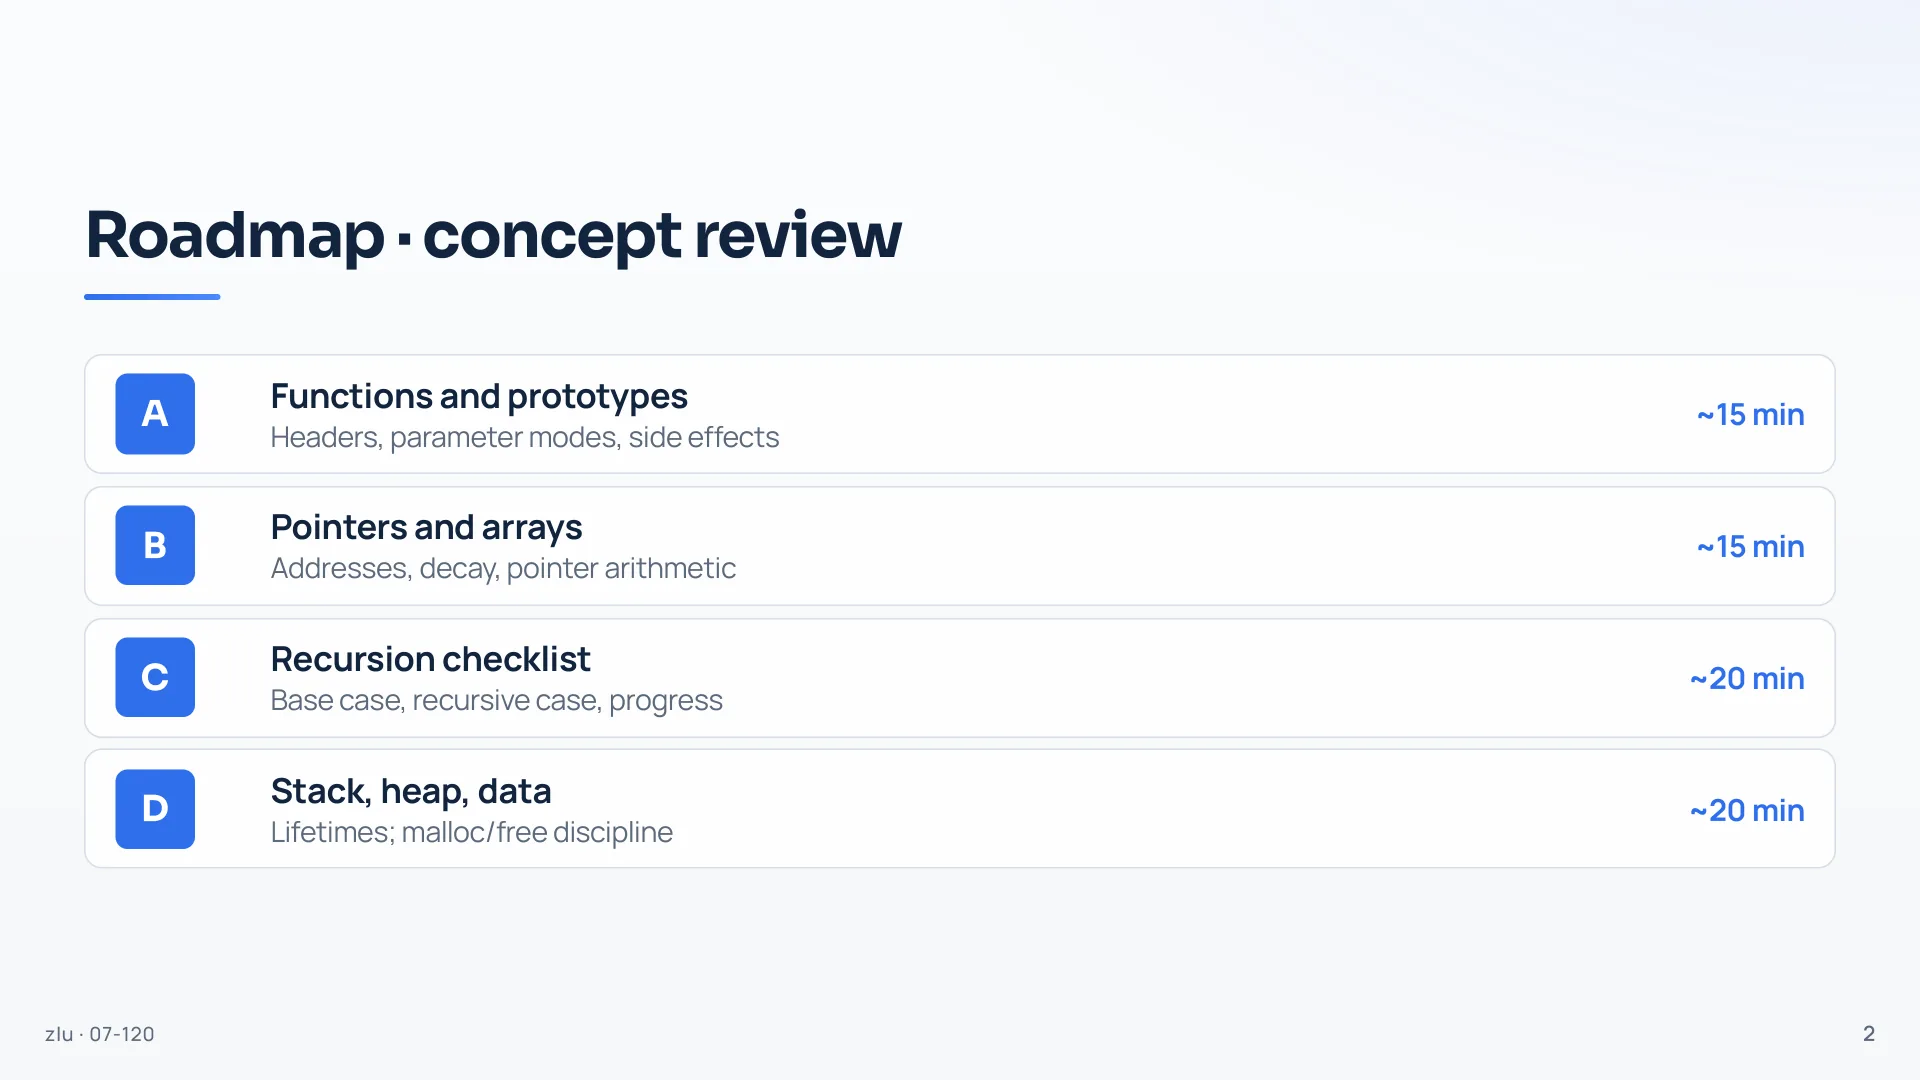 Roadmap · concept review
A
Functions and prototypes
Headers, parameter modes, side effects
~15 min
B
Pointers and arrays
Addresses, decay, pointer arithmetic
~15 min
C
Recursion checklist
Base case, recursive case, progress
~20 min
D
Stack, heap, data
Lifetimes; malloc/free discipline
~20 min
zlu · 07-120
2